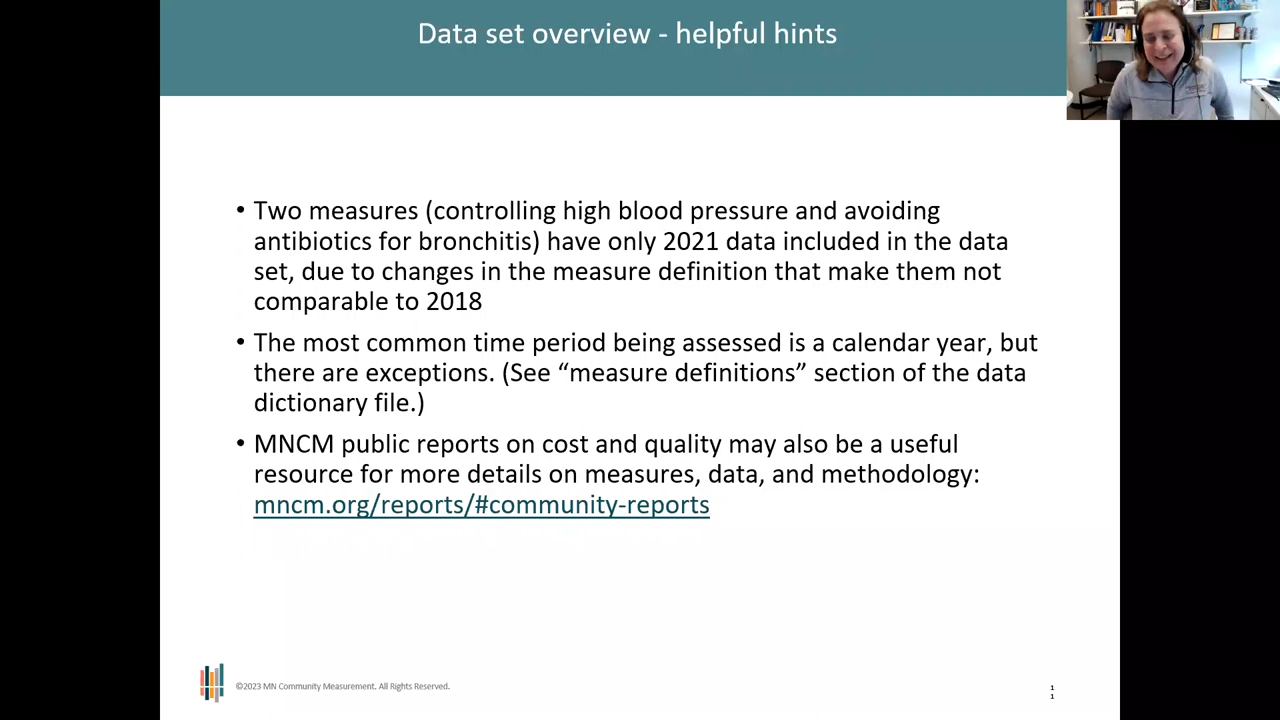 Data set overview - helpful hints
• Two measures (controlling high blood pressure and avoiding
antibiotics for bronchitis) have only 2021 data included in the data
set, due to changes in the measure definition that make them not
comparable to 2018
• The most common time period being assessed is a calendar year, but
there are exceptions. (See “measure definitions” section of the data
dictionary file.)
• MNCM public reports on cost and quality may also be a useful
resource for more details on measures, data, and methodology:
mncm.org/reports/#community-reports
©2023 MN Community Measurement. All Rights Reserved.
1
1